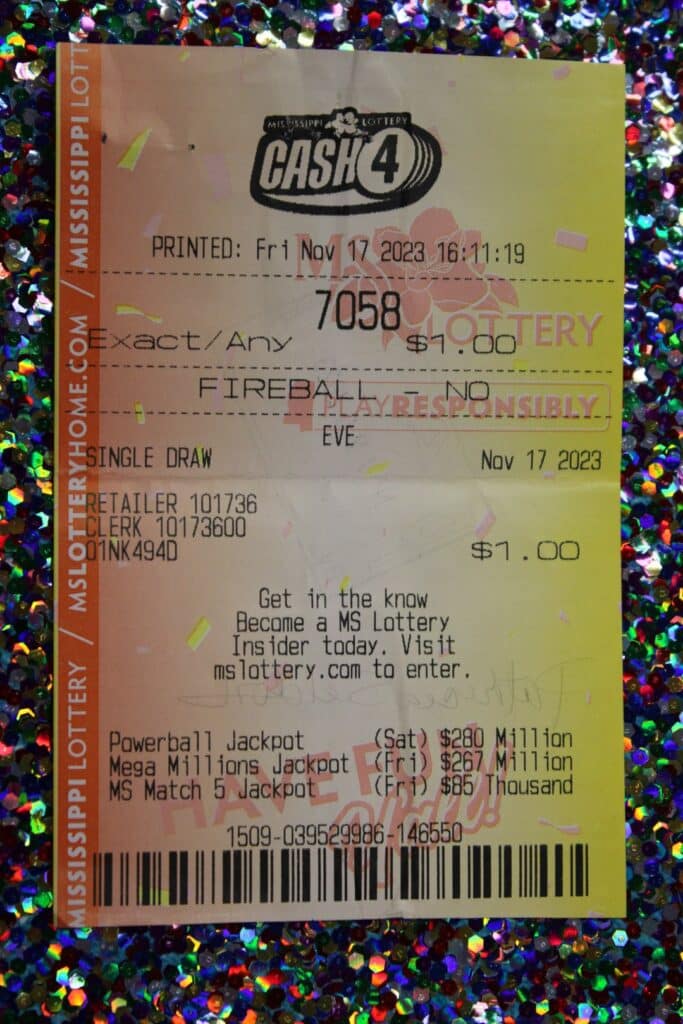 MISSISSIPPI LOTTERY
CASH 4
PRINTED: Fri Nov 17 2023 16:11:19
7058
Exact/Any $1.00
FIREBALL - NO
EVE
SINGLE DRAW Nov 17 2023
RETAILER 101736
CLERK 10173600
01NK494D $1.00
Get in the know
Become a MS Lottery
Insider today. Visit
mslottery.com to enter.
Powerball Jackpot (Sat) $280 Million
Mega Millions Jackpot (Fri) $267 Million
MS Match 5 Jackpot (Fri) $85 Thousand
1509-039529986-146550
MS LOTTERY
PLAY RESPONSIBLY
HAVE FUN
Y'all!
MISSISSIPPI LOTTERY / MSLOTTERYHOME.COM / MISSISSIPPI LOTT